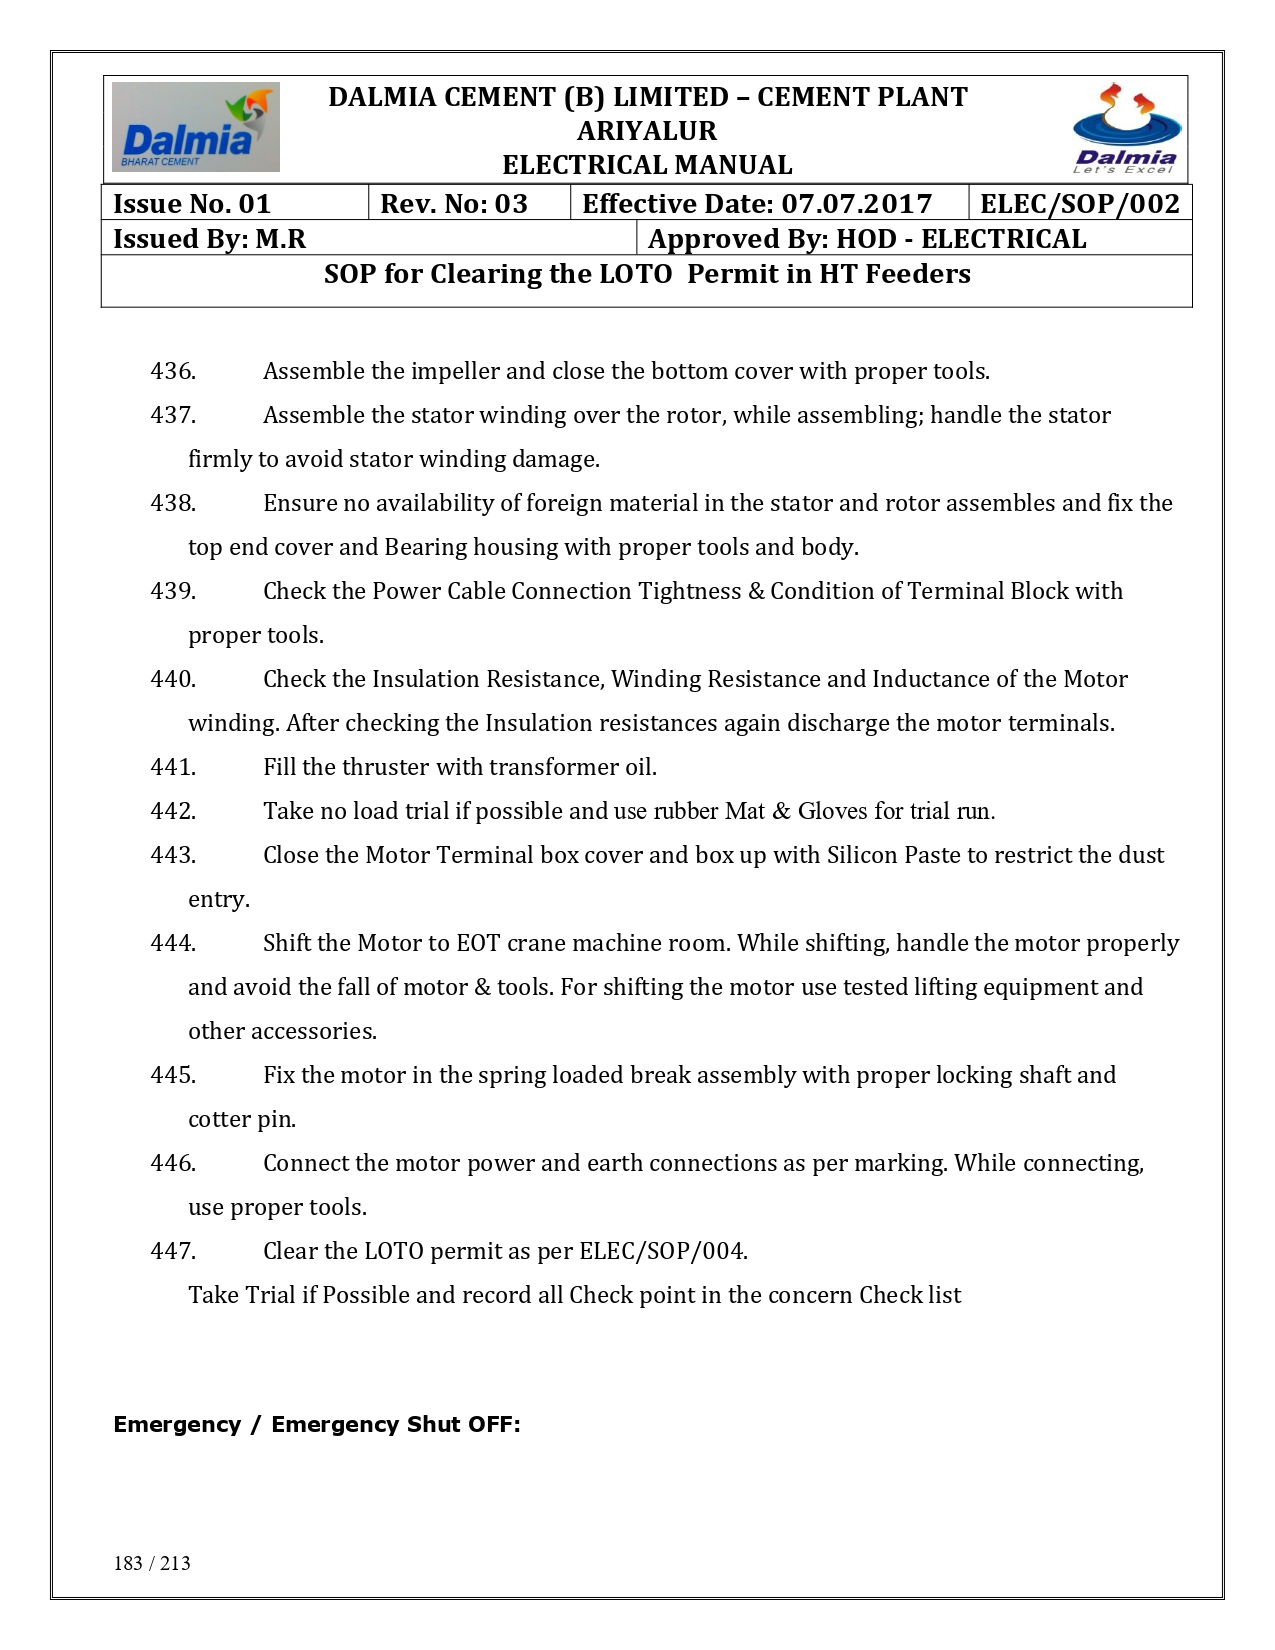 Dalmia
BHARAT CEMENT
DALMIA CEMENT (B) LIMITED – CEMENT PLANT
ARIYALUR
ELECTRICAL MANUAL
Dalmia
Let's Excel
Issue No. 01 Rev. No: 03 Effective Date: 07.07.2017 ELEC/SOP/002
Issued By: M.R Approved By: HOD - ELECTRICAL
SOP for Clearing the LOTO  Permit in HT Feeders
436. Assemble the impeller and close the bottom cover with proper tools.
437. Assemble the stator winding over the rotor, while assembling; handle the stator
firmly to avoid stator winding damage.
438. Ensure no availability of foreign material in the stator and rotor assembles and fix the
top end cover and Bearing housing with proper tools and body.
439. Check the Power Cable Connection Tightness & Condition of Terminal Block with
proper tools.
440. Check the Insulation Resistance, Winding Resistance and Inductance of the Motor
winding. After checking the Insulation resistances again discharge the motor terminals.
441. Fill the thruster with transformer oil.
442. Take no load trial if possible and use rubber Mat & Gloves for trial run.
443. Close the Motor Terminal box cover and box up with Silicon Paste to restrict the dust
entry.
444. Shift the Motor to EOT crane machine room. While shifting, handle the motor properly
and avoid the fall of motor & tools. For shifting the motor use tested lifting equipment and
other accessories.
445. Fix the motor in the spring loaded break assembly with proper locking shaft and
cotter pin.
446. Connect the motor power and earth connections as per marking. While connecting,
use proper tools.
447. Clear the LOTO permit as per ELEC/SOP/004.
Take Trial if Possible and record all Check point in the concern Check list
Emergency / Emergency Shut OFF:
183 / 213